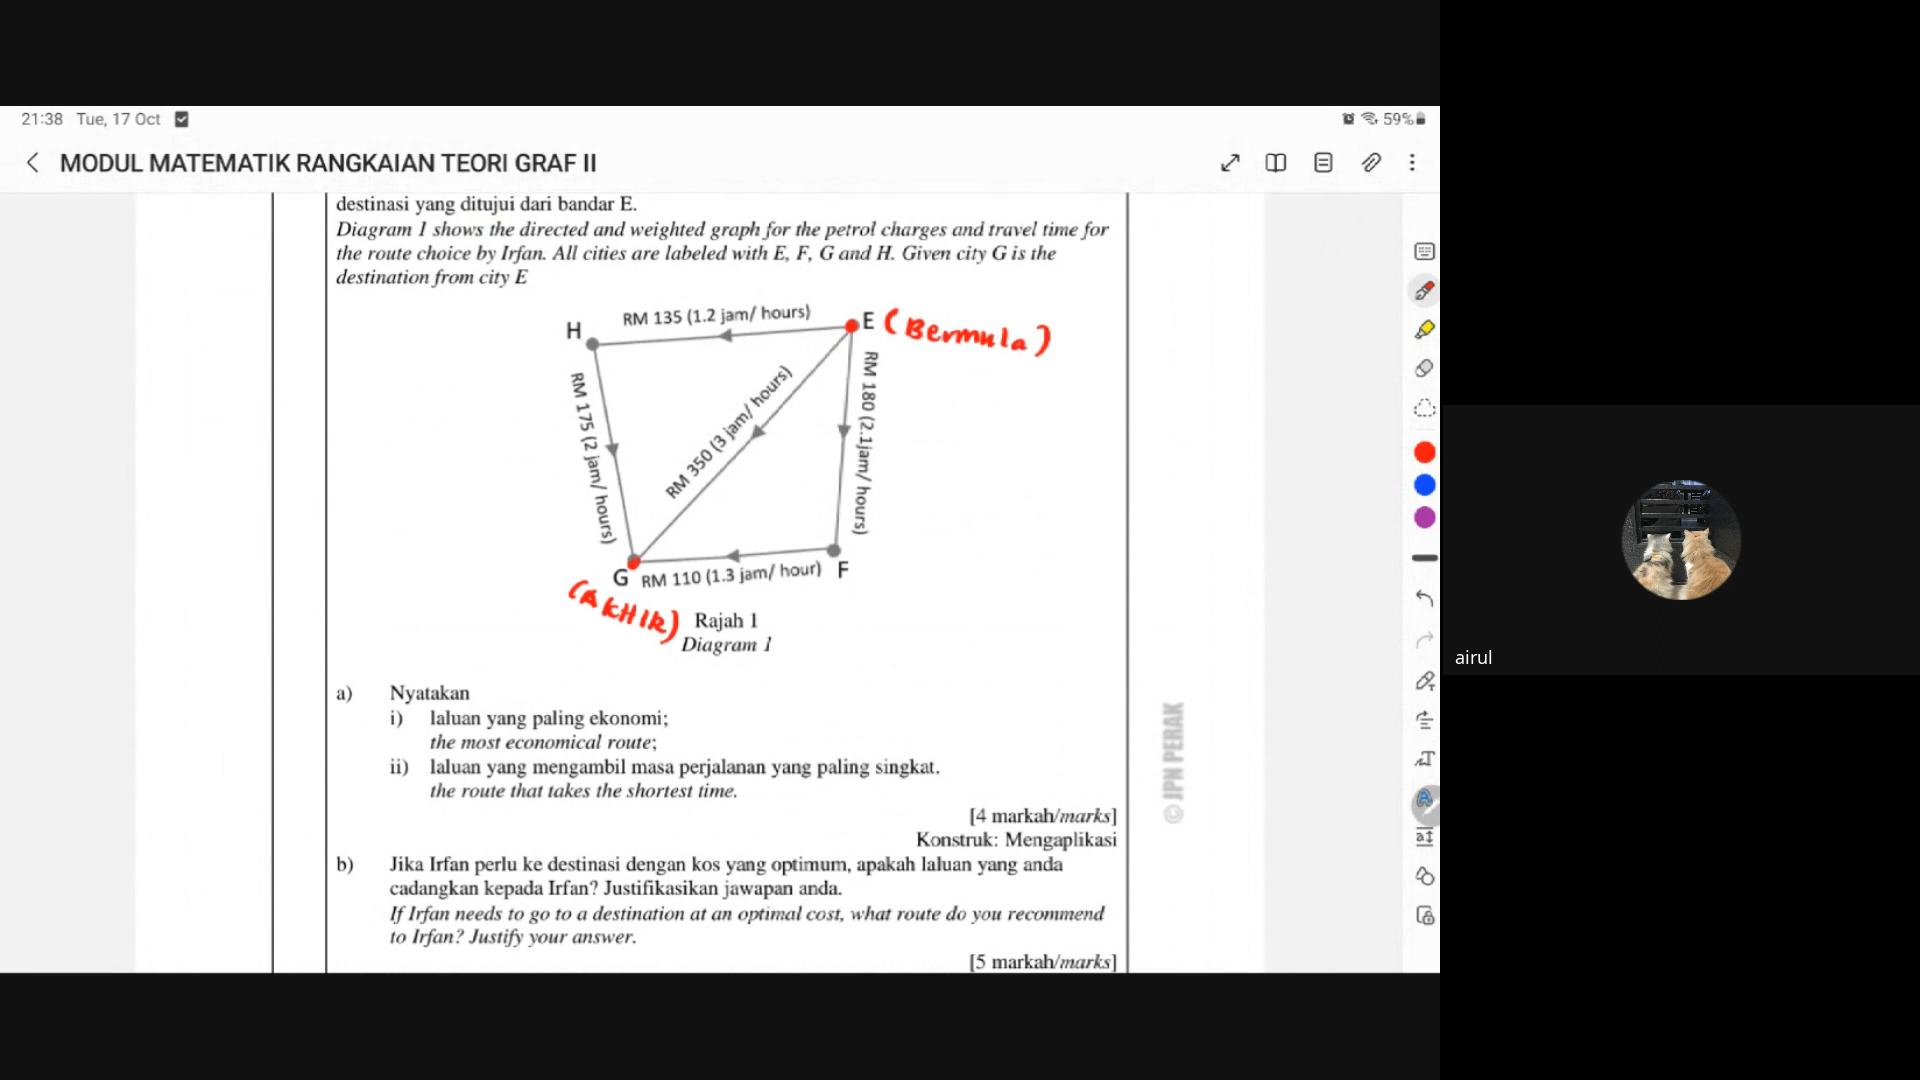 21:38 Tue, 17 Oct
59%
MODUL MATEMATIK RANGKAIAN TEORI GRAF II
destinasi yang ditujui dari bandar E.
Diagram 1 shows the directed and weighted graph for the petrol charges and travel time for
the route choice by Irfan. All cities are labeled with E, F, G and H. Given city G is the
destination from city E
RM 135 (1.2 jam/ hours)
H
E (Bermula)
RM 175 (2 jam/ hours)
RM 350 (3 jam/ hours)
RM 180 (2.1jam/ hours)
G RM 110 (1.3 jam/ hour) F
(AKHIR)
Rajah 1
Diagram 1
a) Nyatakan
i) laluan yang paling ekonomi;
the most economical route;
ii) laluan yang mengambil masa perjalanan yang paling singkat.
the route that takes the shortest time.
[4 markah/marks]
Konstruk: Mengaplikasi
b) Jika Irfan perlu ke destinasi dengan kos yang optimum, apakah laluan yang anda
cadangkan kepada Irfan? Justifikasikan jawapan anda.
If Irfan needs to go to a destination at an optimal cost, what route do you recommend
to Irfan? Justify your answer.
[5 markah/marks]
© JPN PERAK
airul